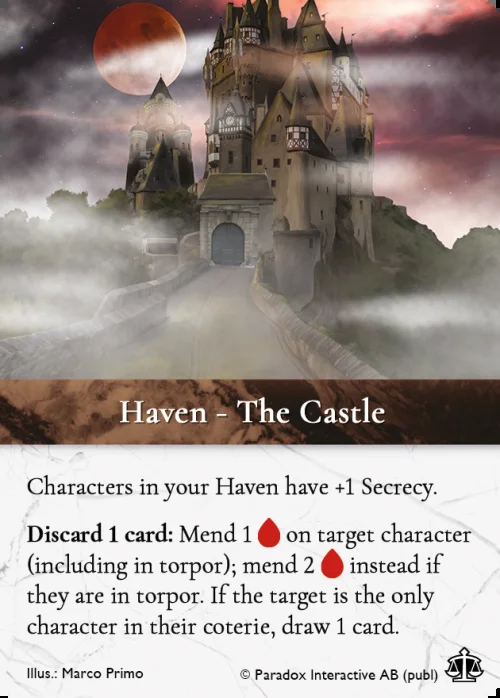 Haven - The Castle
Characters in your Haven have +1 Secrecy.
Discard 1 card: Mend 1 on target character
(including in torpor); mend 2 instead if
they are in torpor. If the target is the only
character in their coterie, draw 1 card.
Illus.: Marco Primo
© Paradox Interactive AB (publ)